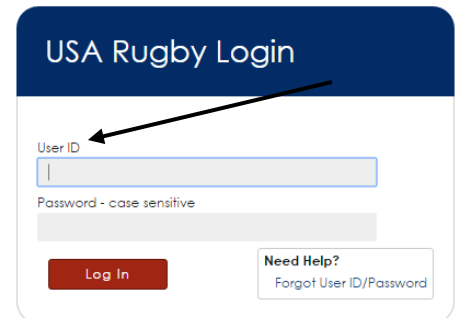 USA Rugby Login
User ID
Password - case sensitive
Log In
Need Help?
Forgot User ID/Password